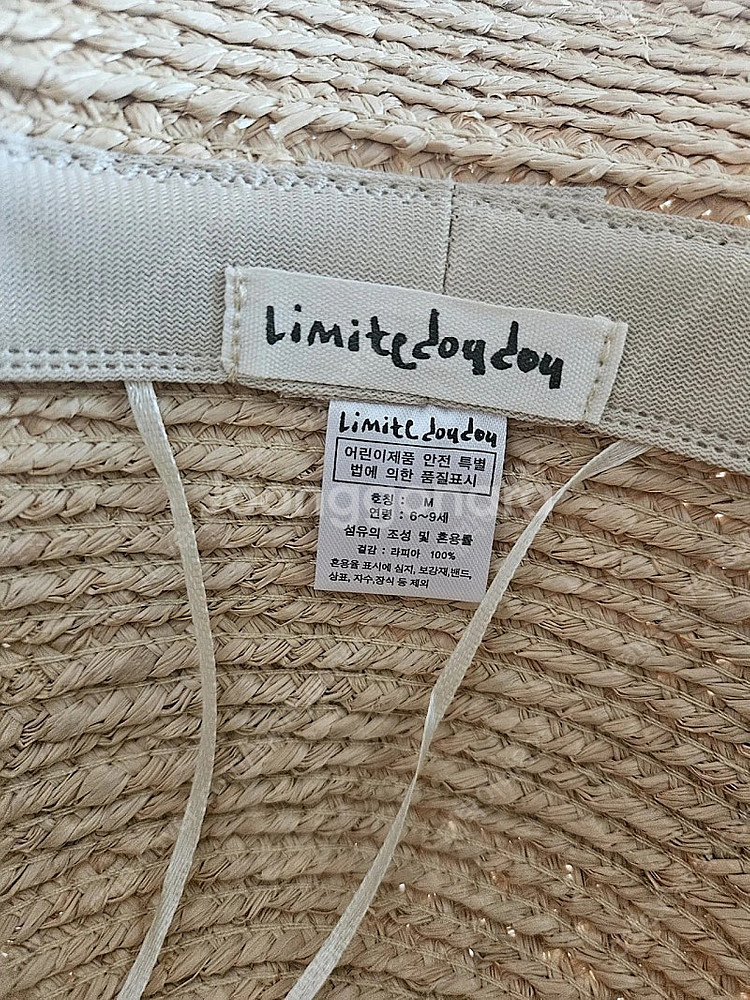 Limitedoudou
Limitedoudou
어린이제품 안전 특별
법에 의한 품질표시
호칭 : M
연령 : 6~9세
섬유의 조성 및 혼용률
겉감 : 라피아 100%
혼용율 표시에 심지, 보강재,밴드,
상표, 자수,장식 등 제외